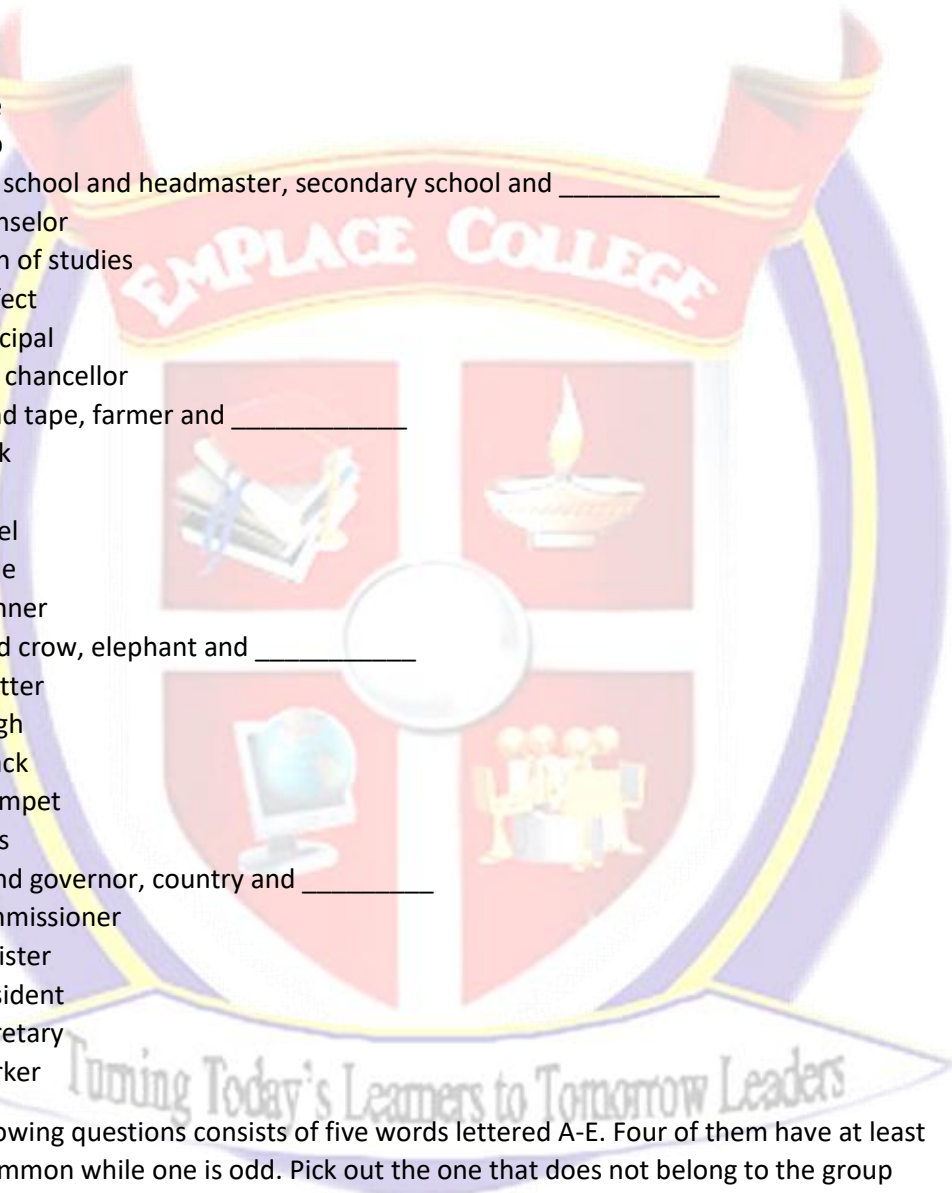 e
o
school and headmaster, secondary school and ___________
nselor
n of studies
fect
cipal
chancellor
nd tape, farmer and ____________
k
el
e
nner
d crow, elephant and ___________
tter
gh
ack
mpet
s
nd governor, country and _________
mmissioner
ister
sident
retary
rker
owing questions consists of five words lettered A-E. Four of them have at least
mmon while one is odd. Pick out the one that does not belong to the group
EMPLACE COLLEGE
Turning Today's Learners to Tomorrow Leaders